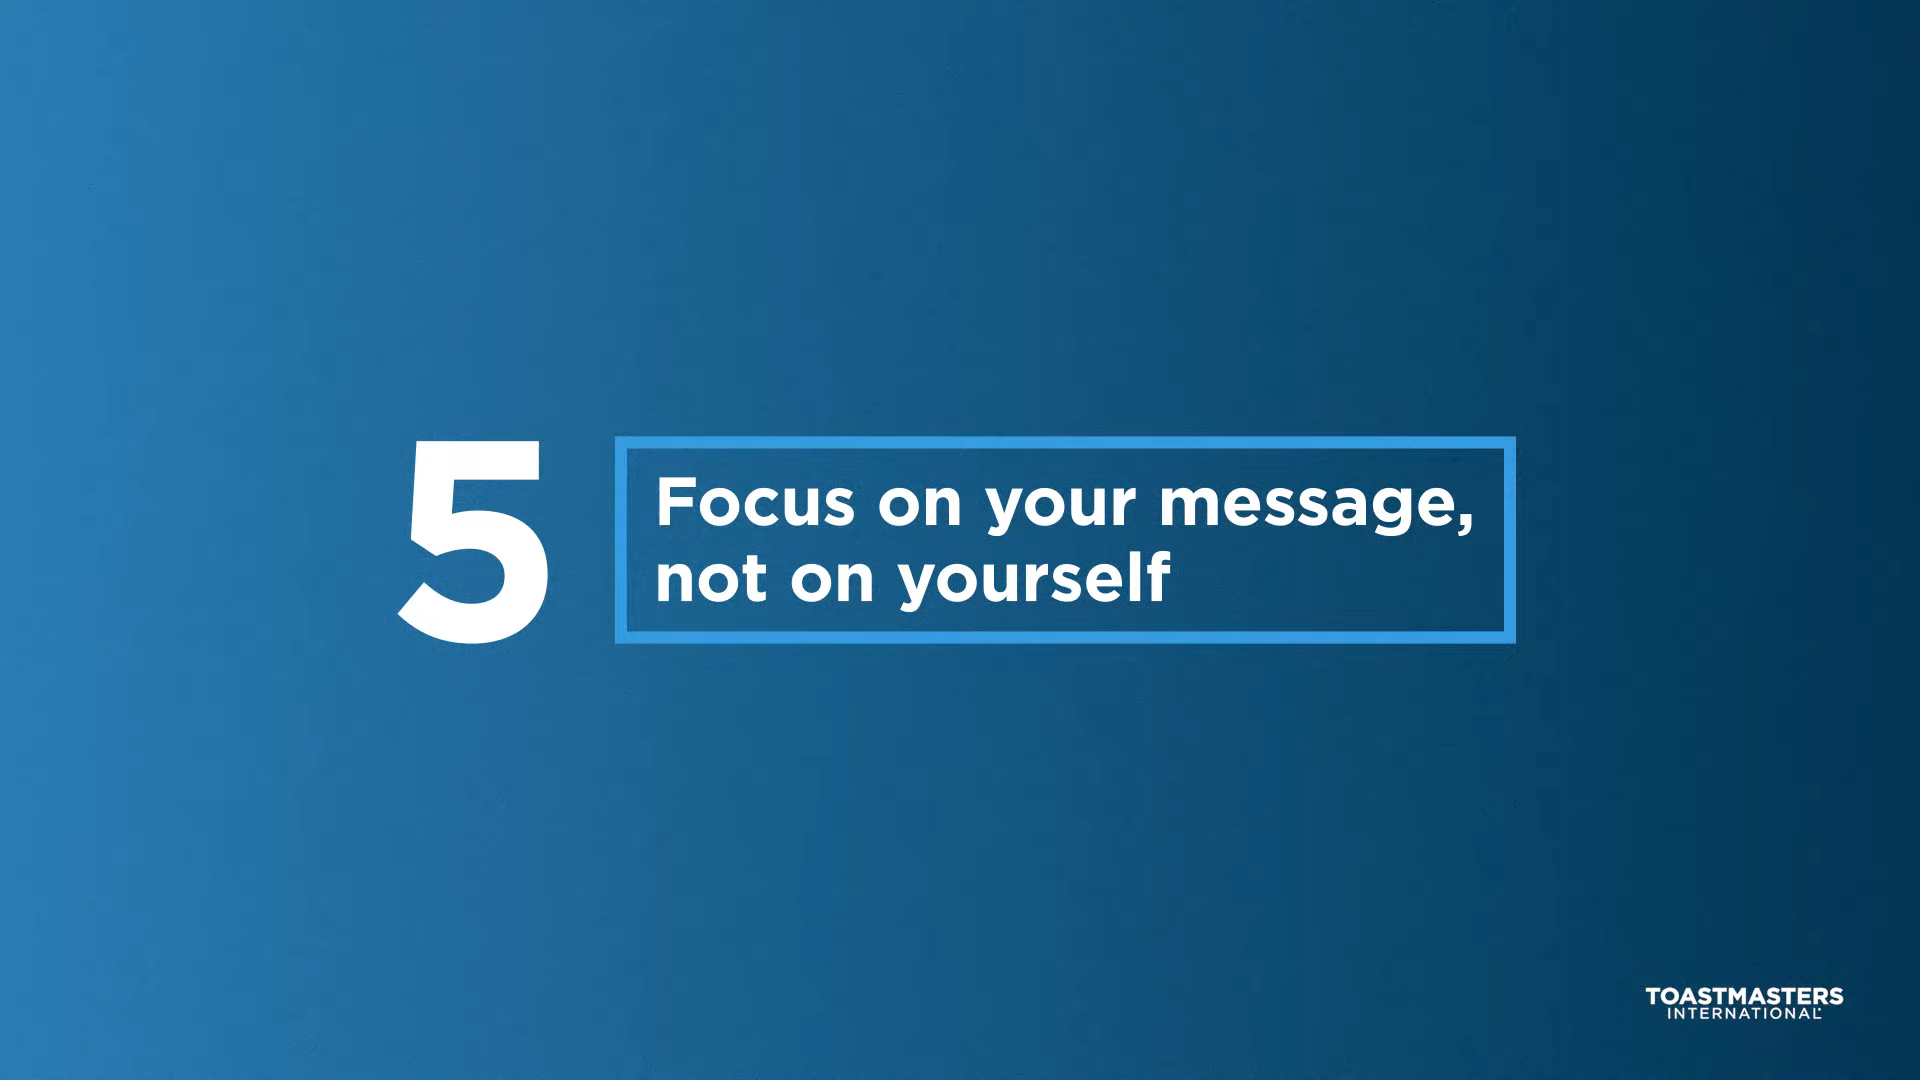 5
Focus on your message,
not on yourself
TOASTMASTERS
INTERNATIONAL